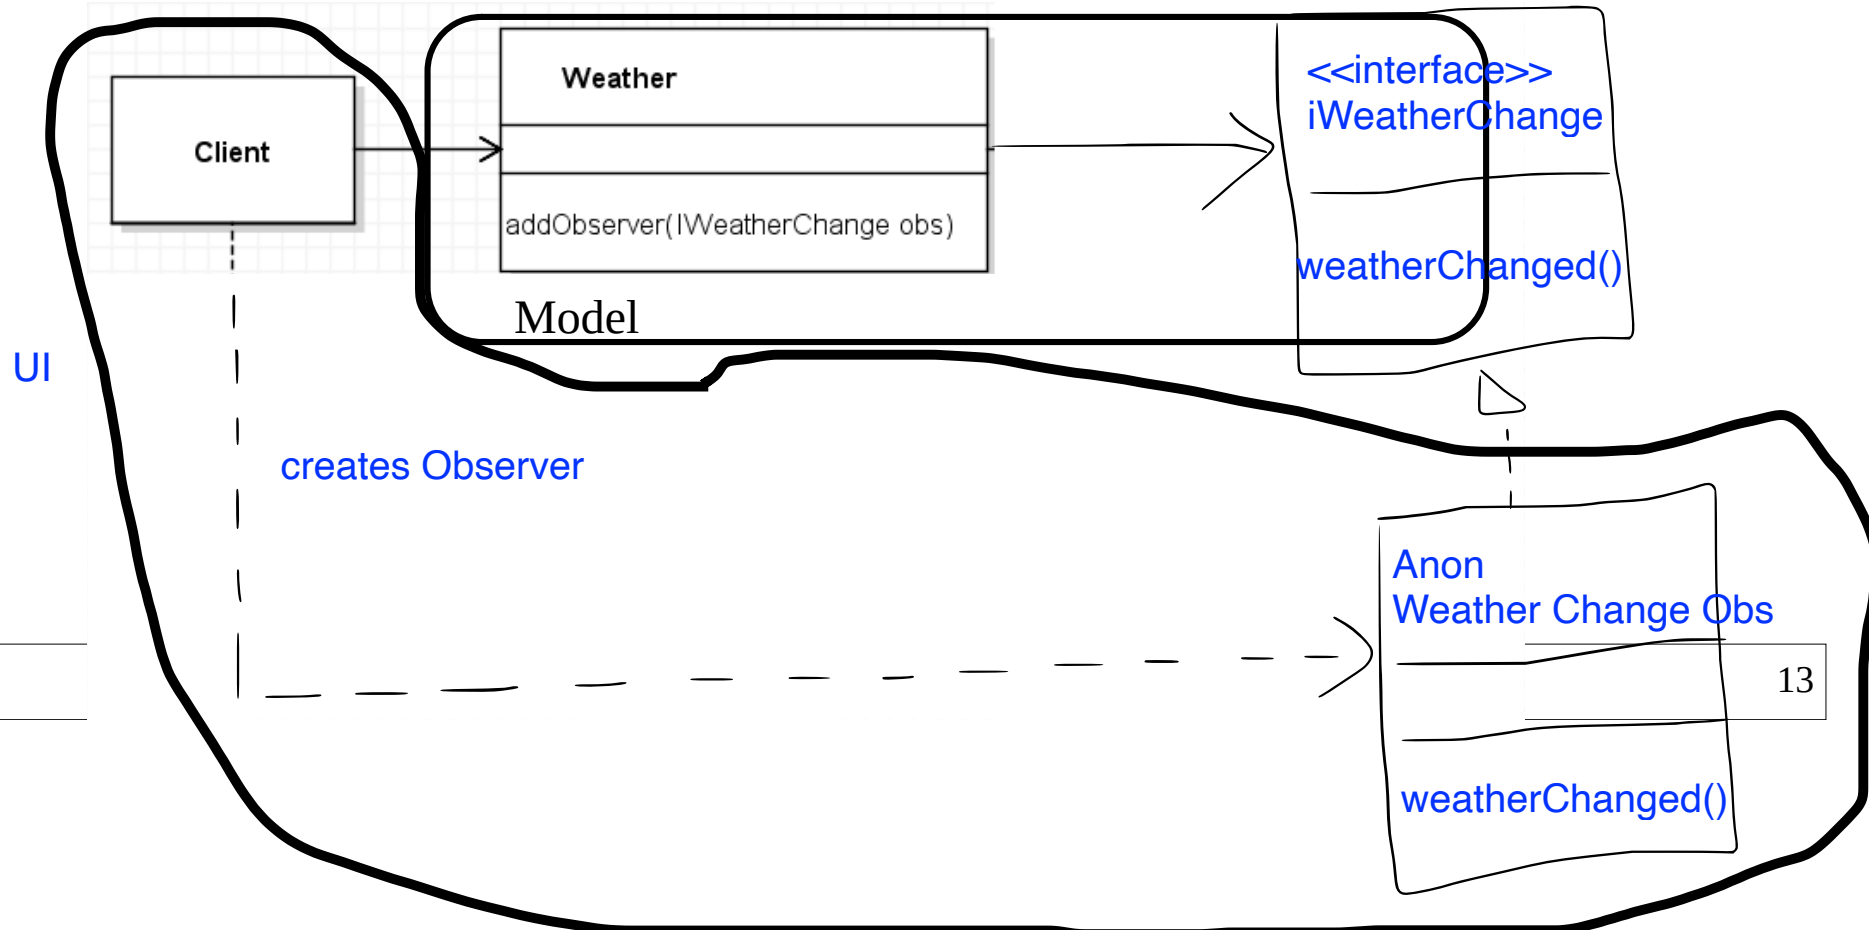 Weather
<<interface>>
iWeatherChange
Client
addObserver(IWeatherChange obs)
weatherChanged()
Model
UI
creates Observer
Anon
Weather Change Obs
13
weatherChanged()